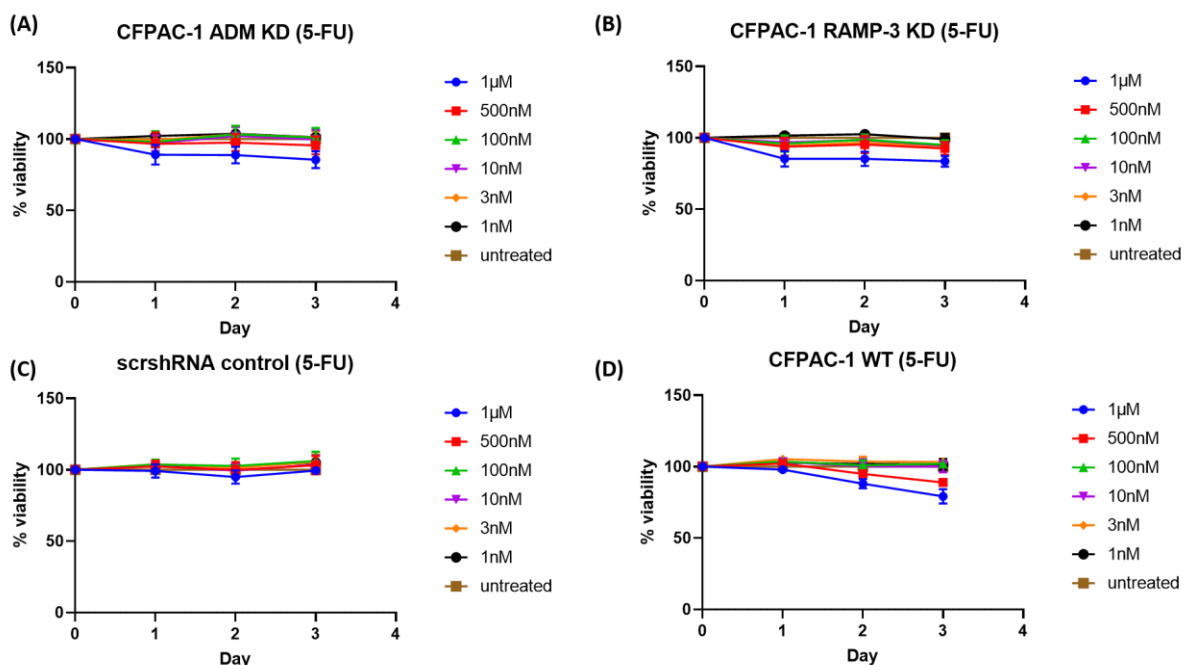 (A)
CFPAC-1 ADM KD (5-FU)
150
100
50
0
% viability
0 1 2 3 4
Day
1µM
500nM
100nM
10nM
3nM
1nM
untreated
(B)
CFPAC-1 RAMP-3 KD (5-FU)
150
100
50
0
% viability
0 1 2 3 4
Day
1µM
500nM
100nM
10nM
3nM
1nM
untreated
(C)
scrshRNA control (5-FU)
150
100
50
0
% viability
0 1 2 3 4
Day
1µM
500nM
100nM
10nM
3nM
1nM
untreated
(D)
CFPAC-1 WT (5-FU)
150
100
50
0
% viability
0 1 2 3 4
Day
1µM
500nM
100nM
10nM
3nM
1nM
untreated